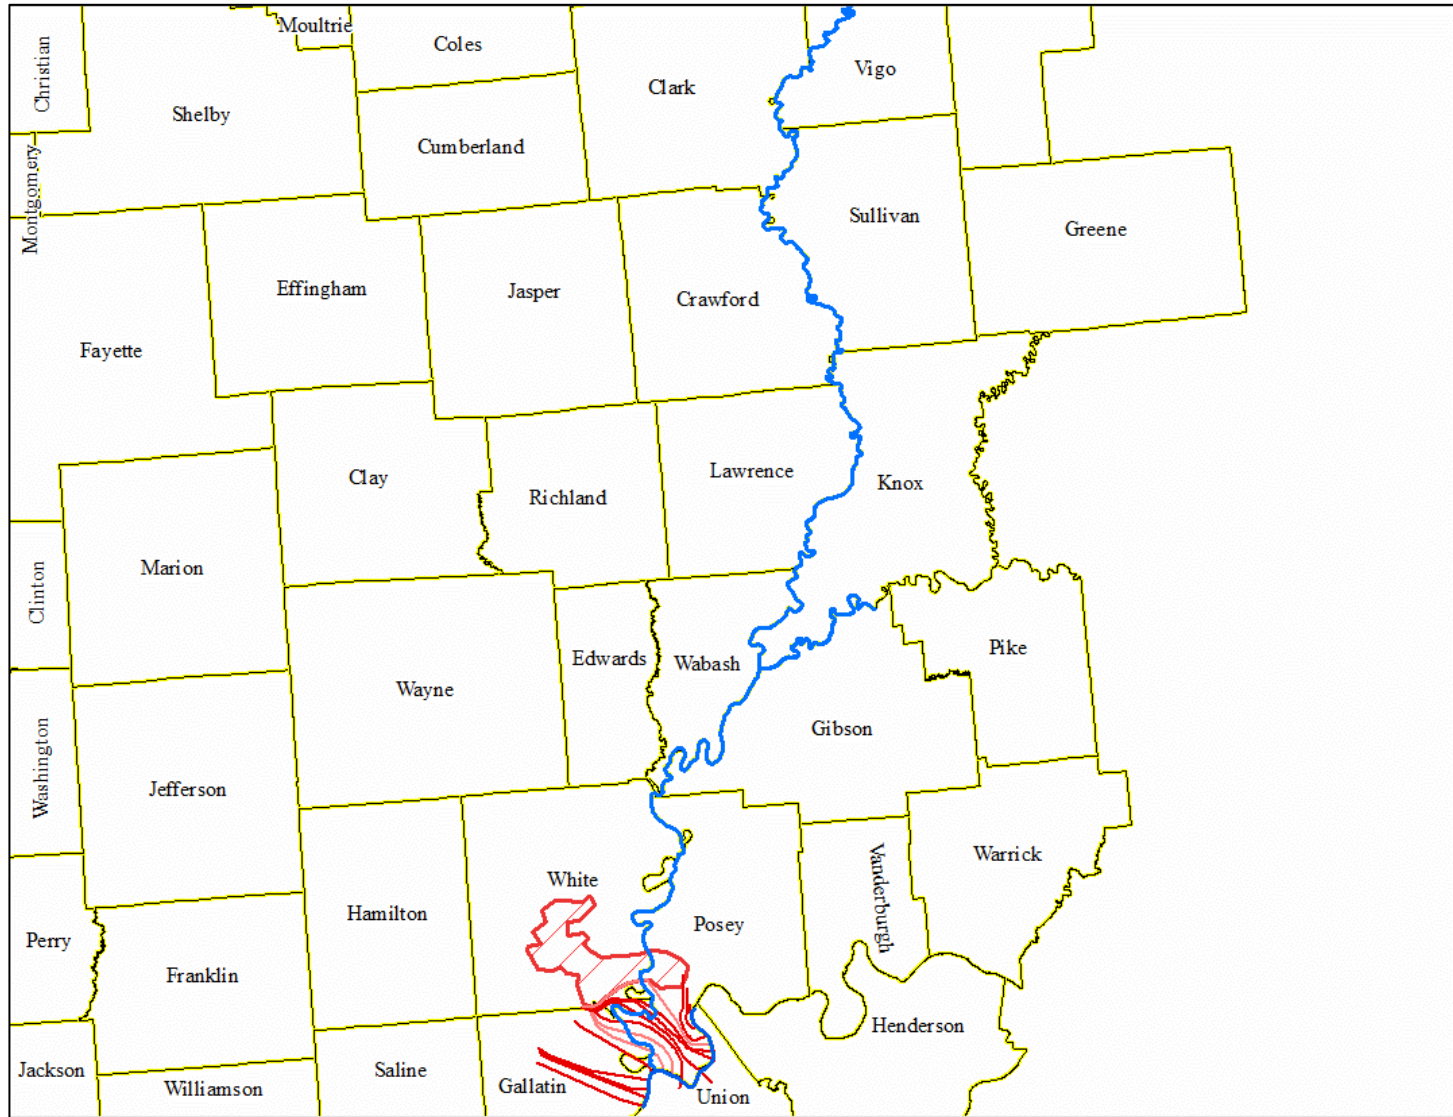 Moultrie
Coles
Vigo
Christian
Clark
Shelby
Cumberland
Montgomery
Sullivan
Greene
Effingham
Jasper
Crawford
Fayette
Clay
Lawrence
Knox
Richland
Marion
Clinton
Pike
Edwards
Wabash
Wayne
Gibson
Washington
Jefferson
Warrick
White
Vanderburgh
Hamilton
Posey
Perry
Franklin
Henderson
Jackson
Saline
Williamson
Gallatin
Union